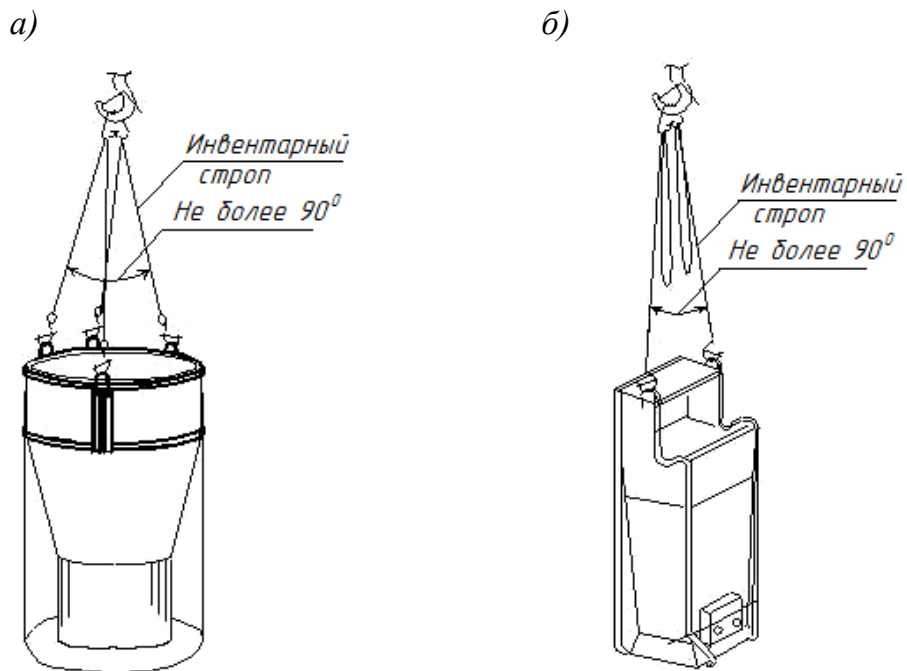 а)
б)
Инвентарный
строп
Не более 90⁰
Инвентарный
строп
Не более 90⁰